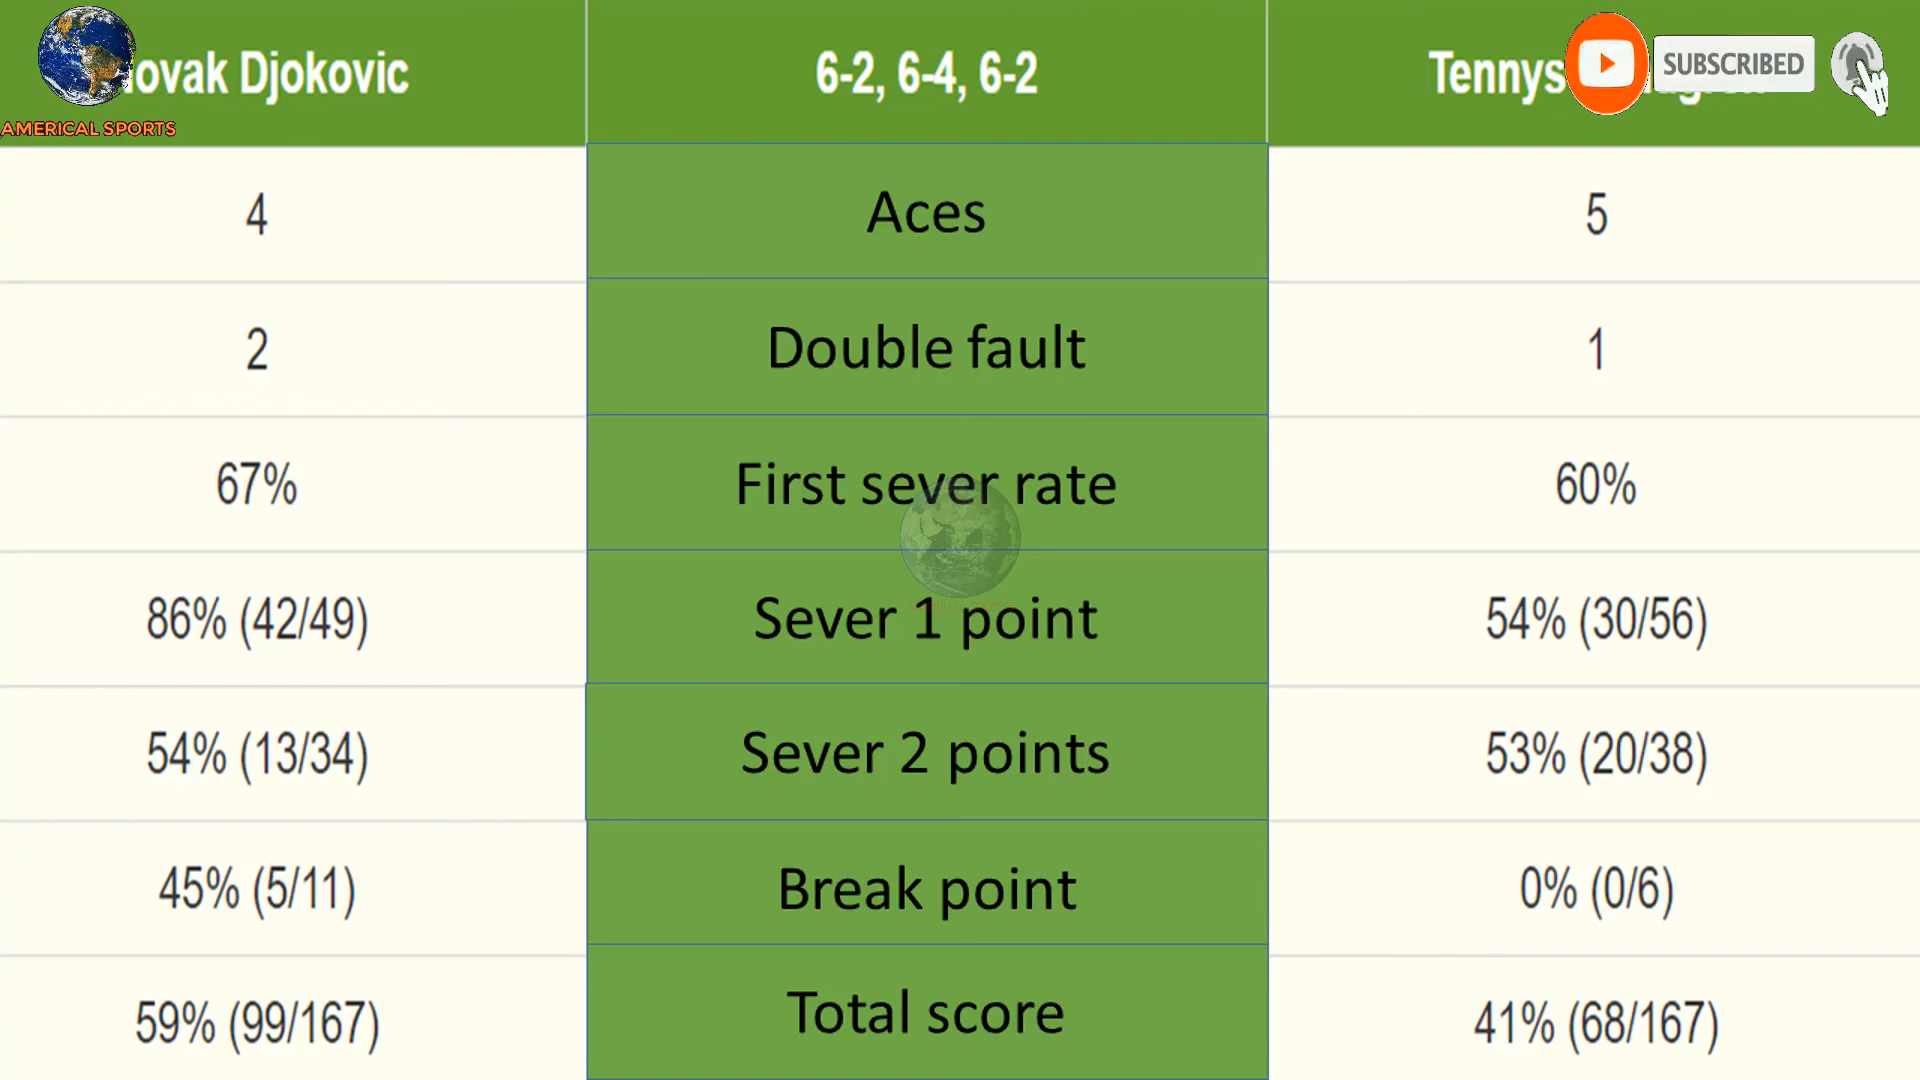 ovak Djokovic 6-2, 6-4, 6-2 Tennys SUBSCRIBED
AMERICAL SPORTS
4 Aces 5
2 Double fault 1
67% First sever rate 60%
86% (42/49) Sever 1 point 54% (30/56)
54% (13/34) Sever 2 points 53% (20/38)
45% (5/11) Break point 0% (0/6)
59% (99/167) Total score 41% (68/167)